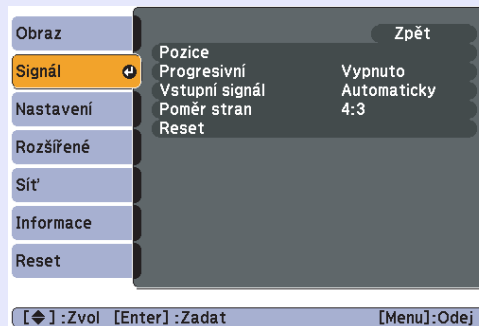 Obraz
Signál
Nastavení
Rozšířené
Síť
Informace
Reset
Zpět
Pozice
Progresivní Vypnuto
Vstupní signál Automaticky
Poměr stran 4:3
Reset
[◆]:Zvol [Enter]:Zadat [Menu]:Odej